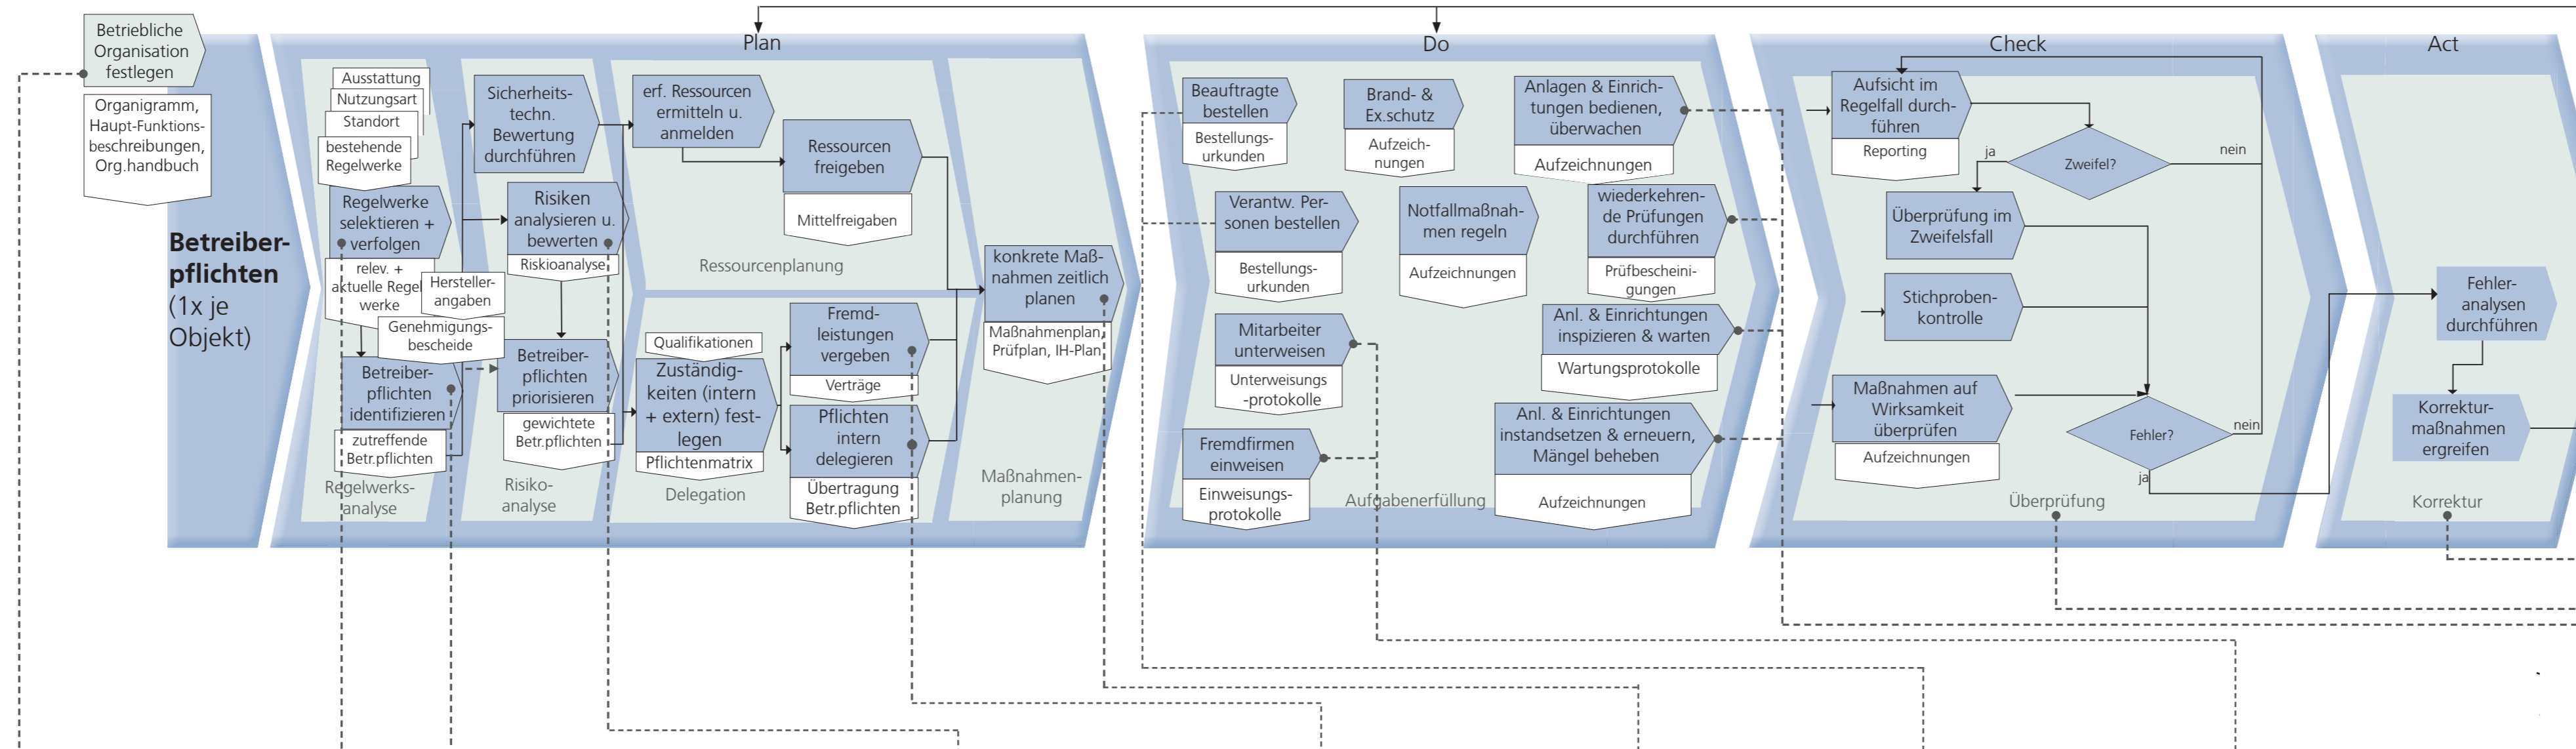 Betriebliche
Organisation
festlegen
Organigramm,
Haupt-Funktions-
beschreibungen,
Org.handbuch
Betreiber-
pflichten
(1x je
Objekt)
Plan
Ausstattung
Nutzungsart
Standort
bestehende
Regelwerke
Regelwerke
selektieren +
verfolgen
relev. +
aktuelle Regel
werke
Hersteller-
angaben
Genehmigungs-
bescheide
Betreiber-
pflichten
identifizieren
zutreffende
Betr.pflichten
Regelwerks-
analyse
Sicherheits-
techn.
Bewertung
durchführen
Risiken
analysieren u.
bewerten
Riskioanalyse
Betreiber-
pflichten
priorisieren
gewichtete
Betr.pflichten
Risiko-
analyse
erf. Ressourcen
ermitteln u.
anmelden
Ressourcen
freigeben
Mittelfreigaben
Ressourcenplanung
Qualifikationen
Zuständig-
keiten (intern
+ extern) fest-
legen
Pflichtenmatrix
Delegation
Fremd-
leistungen
vergeben
Verträge
Pflichten
intern
delegieren
Übertragung
Betr.pflichten
konkrete Maß-
nahmen zeitlich
planen
Maßnahmenplan,
Prüfplan, IH-Plan
Maßnahmen-
planung
Do
Beauftragte
bestellen
Bestellungs-
urkunden
Verantw. Per-
sonen bestellen
Bestellungs-
urkunden
Mitarbeiter
unterweisen
Unterweisungs
-protokolle
Fremdfirmen
einweisen
Einweisungs-
protokolle
Brand- &
Ex.schutz
Aufzeich-
nungen
Notfallmaßnah-
men regeln
Aufzeichnungen
Aufgabenerfüllung
Anlagen & Einrich-
tungen bedienen,
überwachen
Aufzeichnungen
wiederkehren-
de Prüfungen
durchführen
Prüfbescheini-
gungen
Anl. & Einrichtungen
inspizieren & warten
Wartungsprotokolle
Anl. & Einrichtungen
instandsetzen & erneuern,
Mängel beheben
Aufzeichnungen
Check
Aufsicht im
Regelfall durch-
führen
Reporting
Zweifel?
ja
nein
Überprüfung im
Zweifelsfall
Stichproben-
kontrolle
Maßnahmen auf
Wirksamkeit
überprüfen
Aufzeichnungen
Fehler?
nein
ja
Überprüfung
Act
Fehler-
analysen
durchführen
Korrektur-
maßnahmen
ergreifen
Korrektur